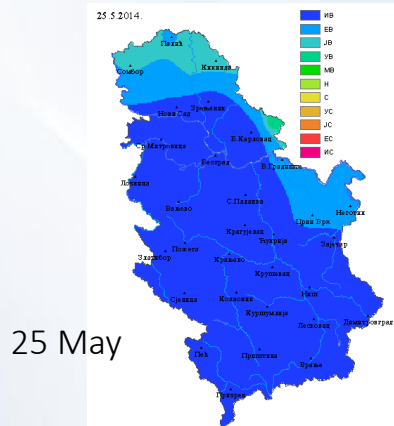 25.5.2014.
ИВ
ЕВ
ЈВ
УВ
МВ
Н
С
УС
ЈС
ЕС
ИС
Палић
Сомбор
Кикинда
Зрењанин
Нови Сад
В.Карловац
Ср.Митровица
Београд
В.Градиште
Лозница
С.Паланка
Ваљево
Неготин
Црни Врх
Крагујевац
Ћуприја
Зајечар
Пожега
Златибор
Краљево
Крушевац
Ниш
Сјеница
Копаоник
Куршумлија
Лесковац
Димитровград
25 May
Пећ
Приштина
Врање
Призрен